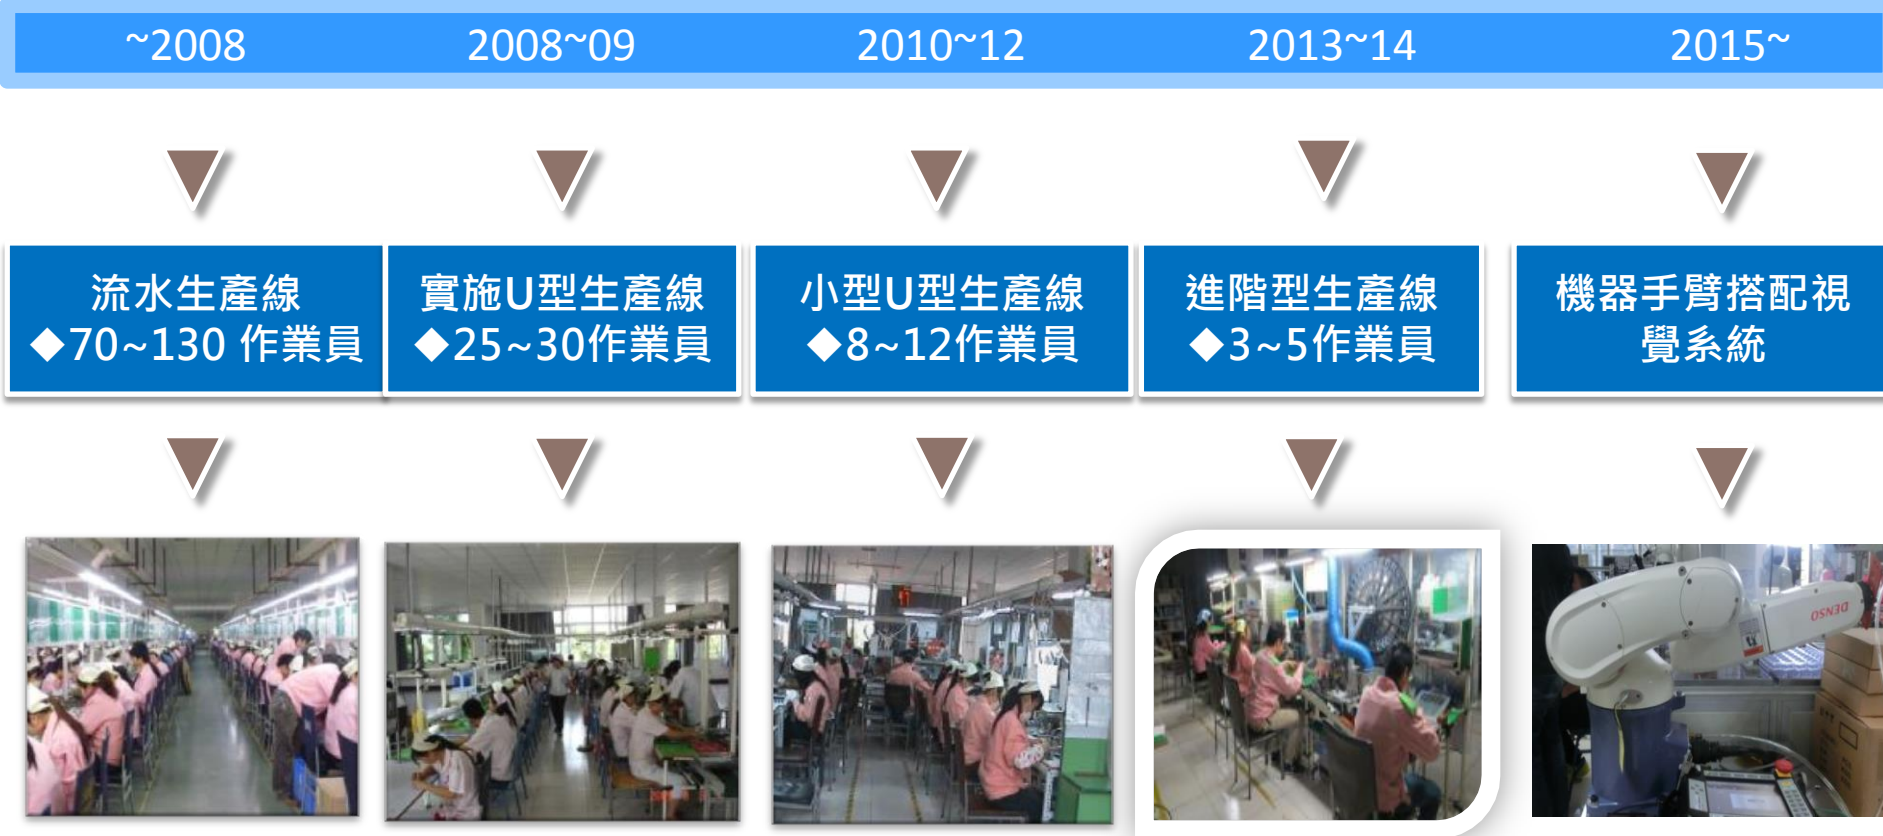 ~2008
2008~09
2010~12
2013~14
2015~
流水生產線
◆70~130 作業員
實施U型生產線
◆25~30作業員
小型U型生產線
◆8~12作業員
進階型生產線
◆3~5作業員
機器手臂搭配視
覺系統
DENSO